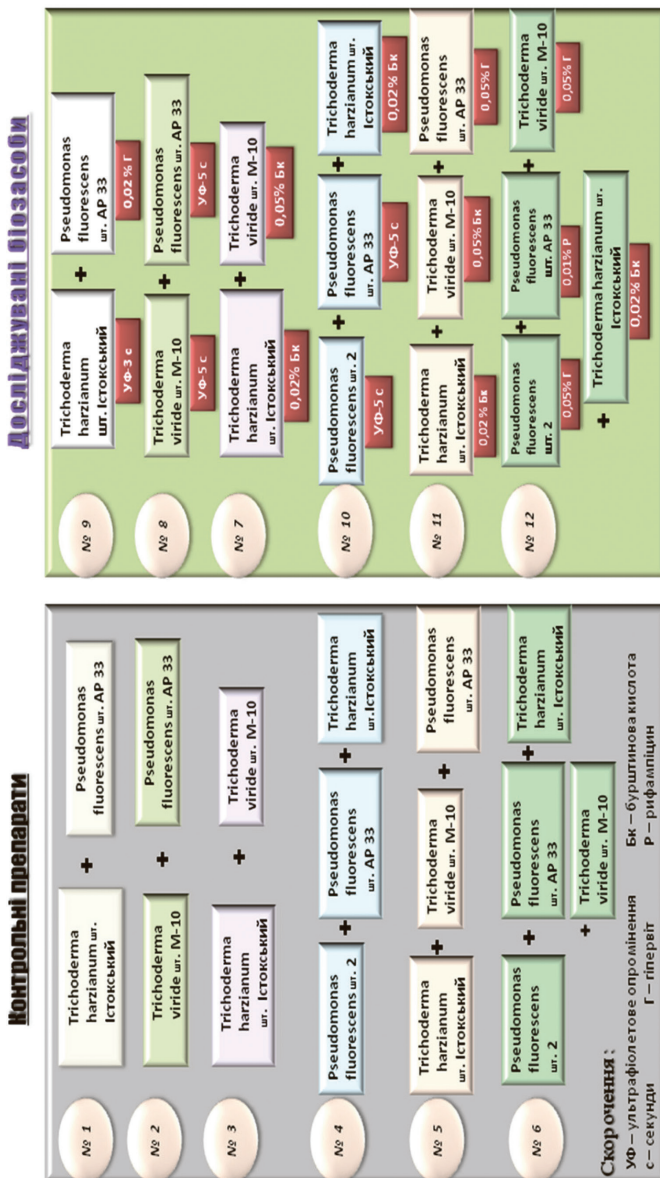 Контрольні препарати
№ 1
Trichoderma
harzianum шт.
Істокський
+
Pseudomonas
fluorescens шт. АР 33
№ 2
Trichoderma
viride шт. М-10
+
Pseudomonas
fluorescens шт. АР 33
№ 3
Trichoderma
harzianum
шт. Істокський
+
Trichoderma
viride шт. М-10
№ 4
Pseudomonas
fluorescens шт. 2
+
Pseudomonas
fluorescens
шт. АР 33
+
Trichoderma
harzianum
шт. Істокський
№ 5
Trichoderma
harzianum
шт. Істокський
+
Trichoderma
viride шт. М-10
+
Pseudomonas
fluorescens
шт. АР 33
№ 6
Pseudomonas
fluorescens
шт. 2
+
Pseudomonas
fluorescens
шт. АР 33
+
Trichoderma
harzianum
шт. Істокський
+
Trichoderma
viride шт. М-10
Скорочення :
УФ – ультрафіолетове опромінення
Бк – бурштинова кислота
с – секунди
Г – гіпервіт
Р – рифампіцин
Досліджувані біозасоби
№ 9
Trichoderma
harzianum
шт. Істокський
УФ-3 с
+
Pseudomonas
fluorescens
шт. АР 33
0,02 % Г
№ 8
Trichoderma
viride шт. М-10
УФ-5 с
+
Pseudomonas
fluorescens шт. АР 33
УФ-5 с
№ 7
Trichoderma
harzianum
шт. Істокський
0,02% Бк
+
Trichoderma
viride шт. М-10
0,05% Бк
№ 10
Pseudomonas
fluorescens шт. 2
УФ-5 с
+
Pseudomonas
fluorescens
шт. АР 33
УФ-5 с
+
Trichoderma
harzianum шт.
Істокський
0,02% Бк
№ 11
Trichoderma
harzianum
шт. Істокський
0,02% Бк
+
Trichoderma
viride шт. М-10
0,05% Бк
+
Pseudomonas
fluorescens
шт. АР 33
0,05%Г
№ 12
Pseudomonas
fluorescens
шт. 2
0,05% Г
+
Pseudomonas
fluorescens
шт. АР 33
0,01% Р
+
Trichoderma
viride шт. М-10
0,05% Г
+
Trichoderma harzianum шт.
Істокський
0,02% Бк